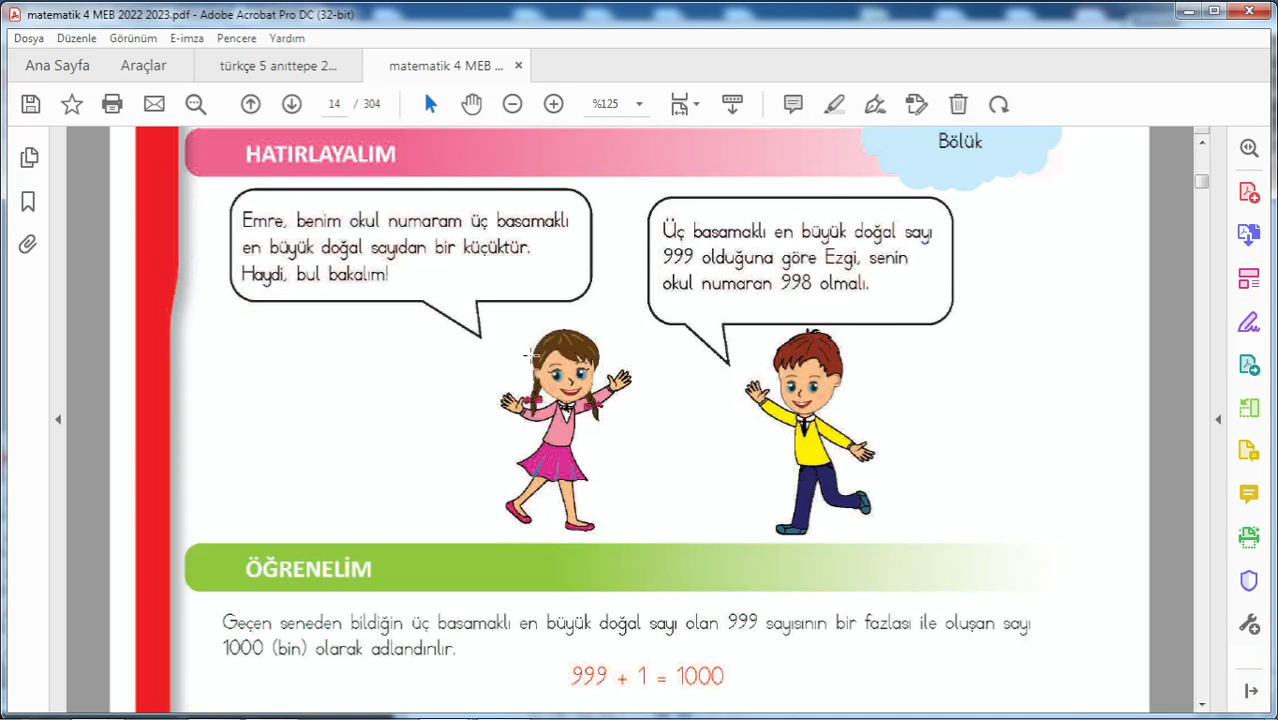 matematik 4 MEB 2022 2023.pdf - Adobe Acrobat Pro DC (32-bit)
Dosya Düzenle Görünüm E-imza Pencere Yardım
Ana Sayfa Araçlar türkçe 5 anıttepe 2... matematik 4 MEB ... ×
14 / 304 %125
HATIRLAYALIM
Bölük
Emre, benim okul numaram üç basamaklı
en büyük doğal sayıdan bir küçüktür.
Haydi, bul bakalım!
Üç basamaklı en büyük doğal sayı
999 olduğuna göre Ezgi, senin
okul numaran 998 olmalı.
ÖĞRENELİM
Geçen seneden bildiğin üç basamaklı en büyük doğal sayı olan 999 sayısının bir fazlası ile oluşan sayı
1000 (bin) olarak adlandırılır.
999 + 1 = 1000